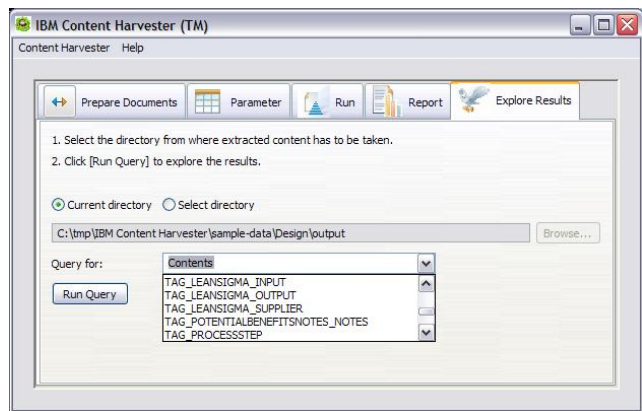 IBM Content Harvester (TM)
Content Harvester Help
Prepare Documents Parameter Run Report Explore Results
1. Select the directory from where extracted content has to be taken.
2. Click [Run Query] to explore the results.
Current directory Select directory
C:\tmp\IBM Content Harvester\sample-data\Design\output Browse...
Query for: Contents
Run Query
TAG_LEANSIGMA_INPUT
TAG_LEANSIGMA_OUTPUT
TAG_LEANSIGMA_SUPPLIER
TAG_POTENTIALBENEFITSNOTES_NOTES
TAG_PROCESSSTEP